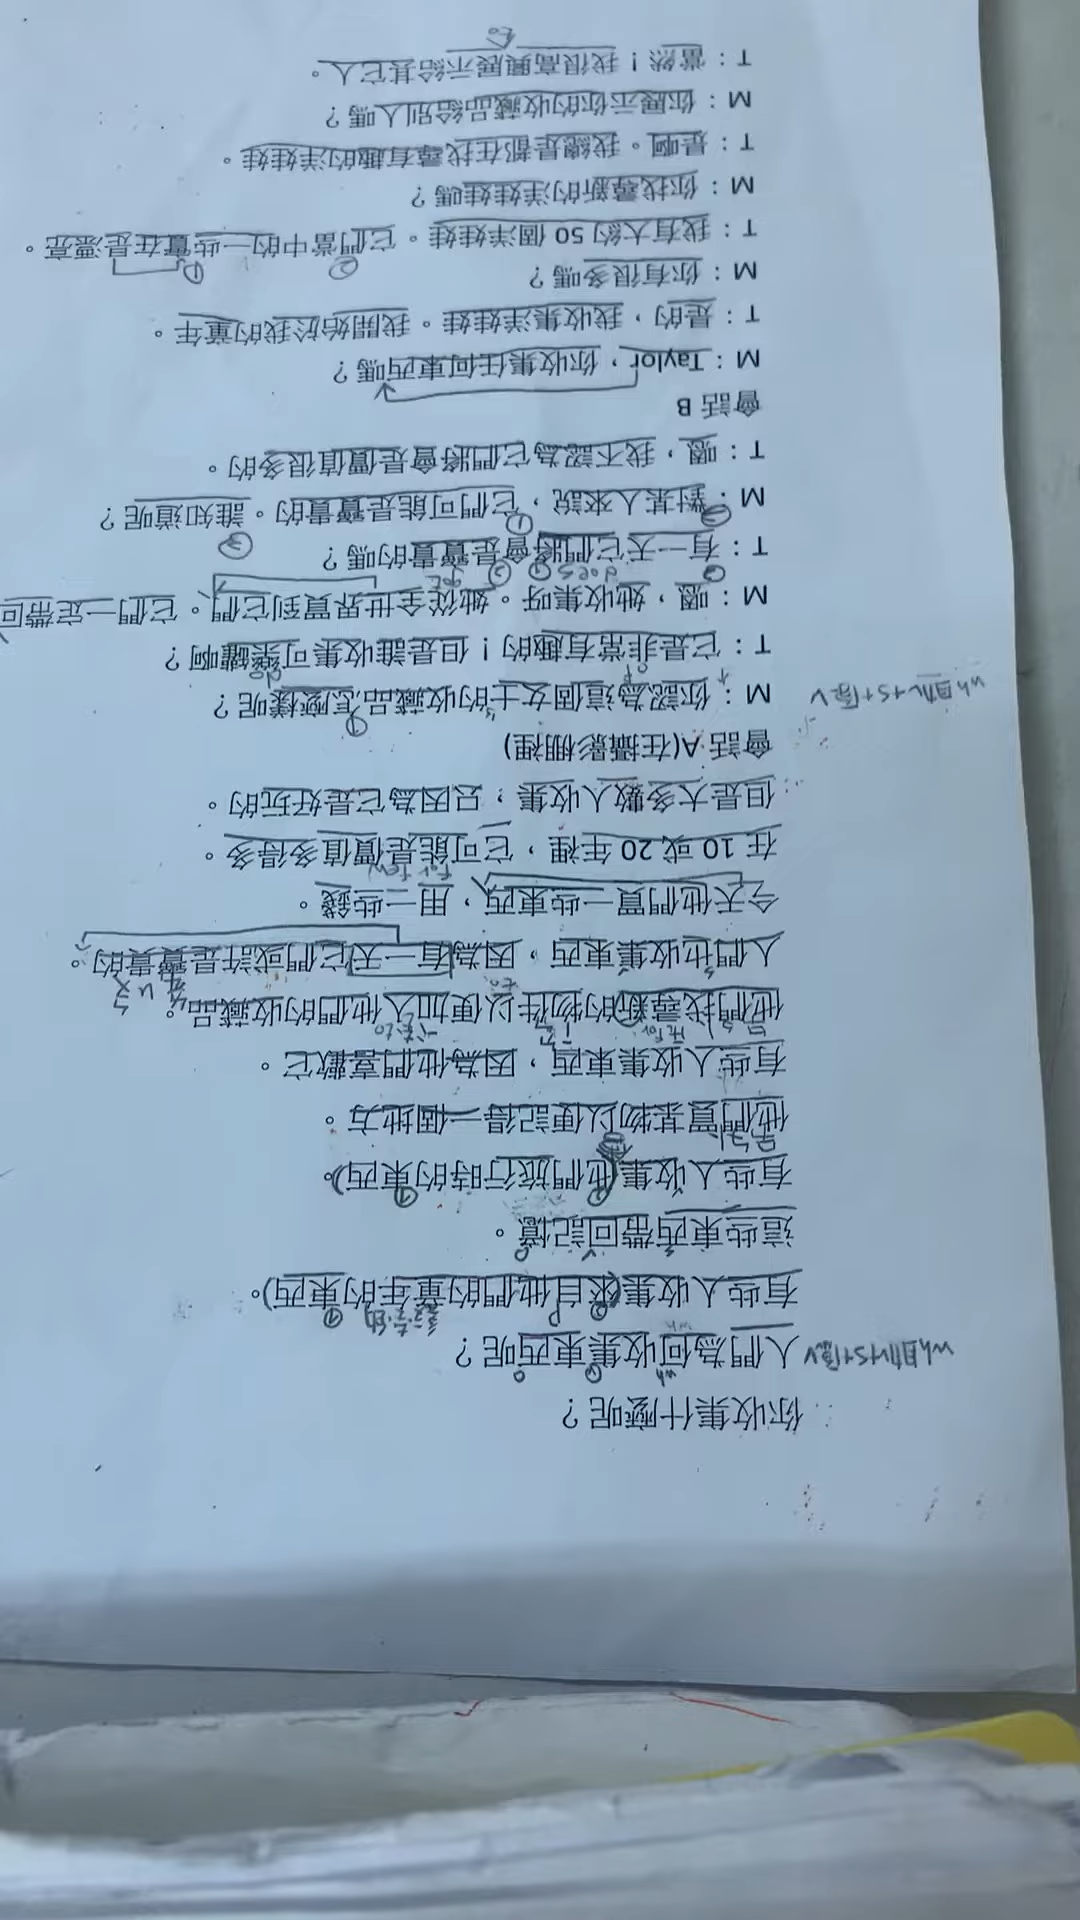 你收集什麼呢？
人們為何收集東西呢？ wh問N+S+原V
有些人收集(來自他們的童年的東西)。
這些東西帶回記憶。
有些人收集(他們旅行時的東西)。
他們買某物以便記得一個地方。
有些人收集東西，因為他們喜歡它。
他們找尋新的物件以便加入他們的收藏品。
人們也收集東西，因為有一天它們或許是寶貴的。
今天他們買一些東西，用一些錢。
for few
在 10 或 20 年裡，它可能是價值多得多。
但是大多數人收集，只因為它是好玩的。
會話 A(在攝影棚裡)
M：你認為這個女士的收藏品怎麼樣呢？
T：它是非常有趣的！但是誰收集可樂罐啊？
M：嗯，她收集呀。她從全世界買到它們。它們一定帶回
does got
T：有一天它們將會是寶貴的嗎？
M：對某人來說，它們可能是寶貴的。誰知道呢？
T：嗯，我不認為它們將會是價值很多的。
會話 B
M：Taylor，你收集任何東西嗎？
T：是的，我收集洋娃娃。我開始於我的童年。
M：你有很多嗎？
T：我有大約 50 個洋娃娃。它們當中的一些實在是漂亮。
M：你找尋新的洋娃娃嗎？
T：是啊。我總是都在找尋有趣的洋娃娃。
M：你展示你的收藏品給別人嗎？
T：當然！我很高興展示給其它人。
to